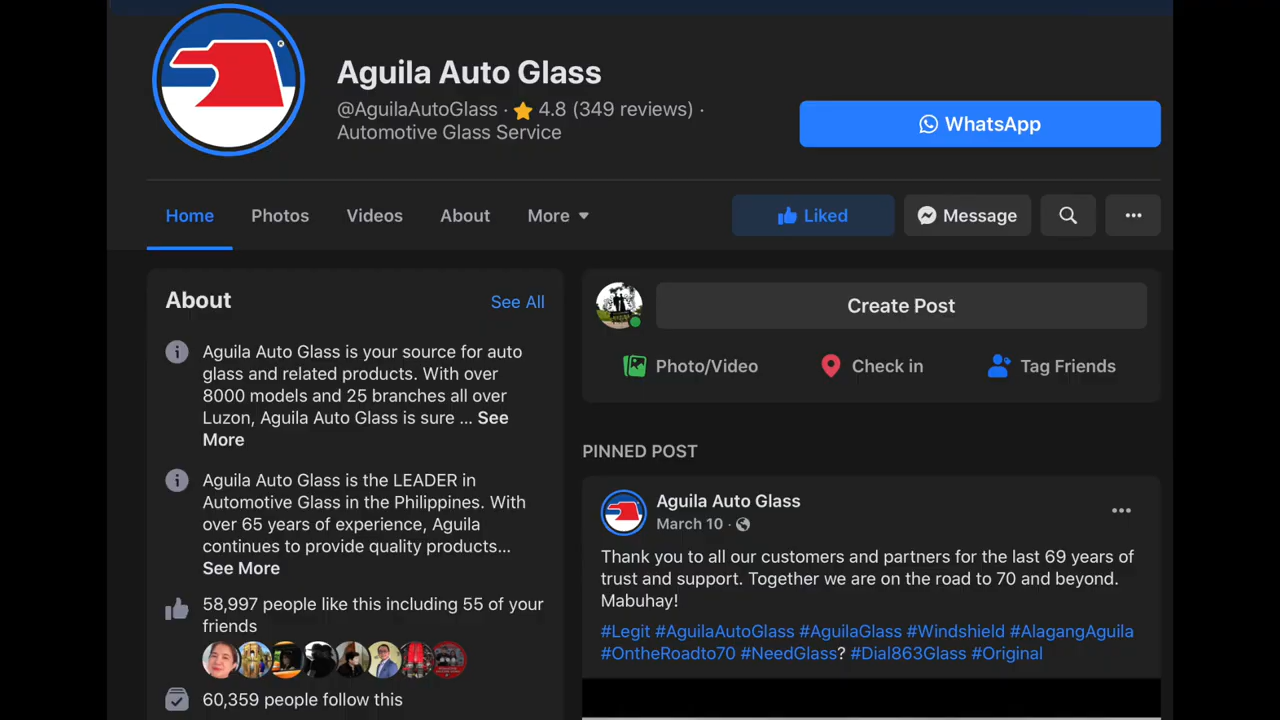 Aguila Auto Glass
@AguilaAutoGlass · ⭐ 4.8 (349 reviews) ·
Automotive Glass Service
WhatsApp
Home
Photos
Videos
About
More
Liked
Message
About
See All
Aguila Auto Glass is your source for auto
glass and related products. With over
8000 models and 25 branches all over
Luzon, Aguila Auto Glass is sure ... See
More
Aguila Auto Glass is the LEADER in
Automotive Glass in the Philippines. With
over 65 years of experience, Aguila
continues to provide quality products...
See More
58,997 people like this including 55 of your
friends
60,359 people follow this
Create Post
Photo/Video
Check in
Tag Friends
PINNED POST
Aguila Auto Glass
March 10 ·
Thank you to all our customers and partners for the last 69 years of
trust and support. Together we are on the road to 70 and beyond.
Mabuhay!
#Legit #AguilaAutoGlass #AguilaGlass #Windshield #AlagangAguila
#OntheRoadto70 #NeedGlass? #Dial863Glass #Original